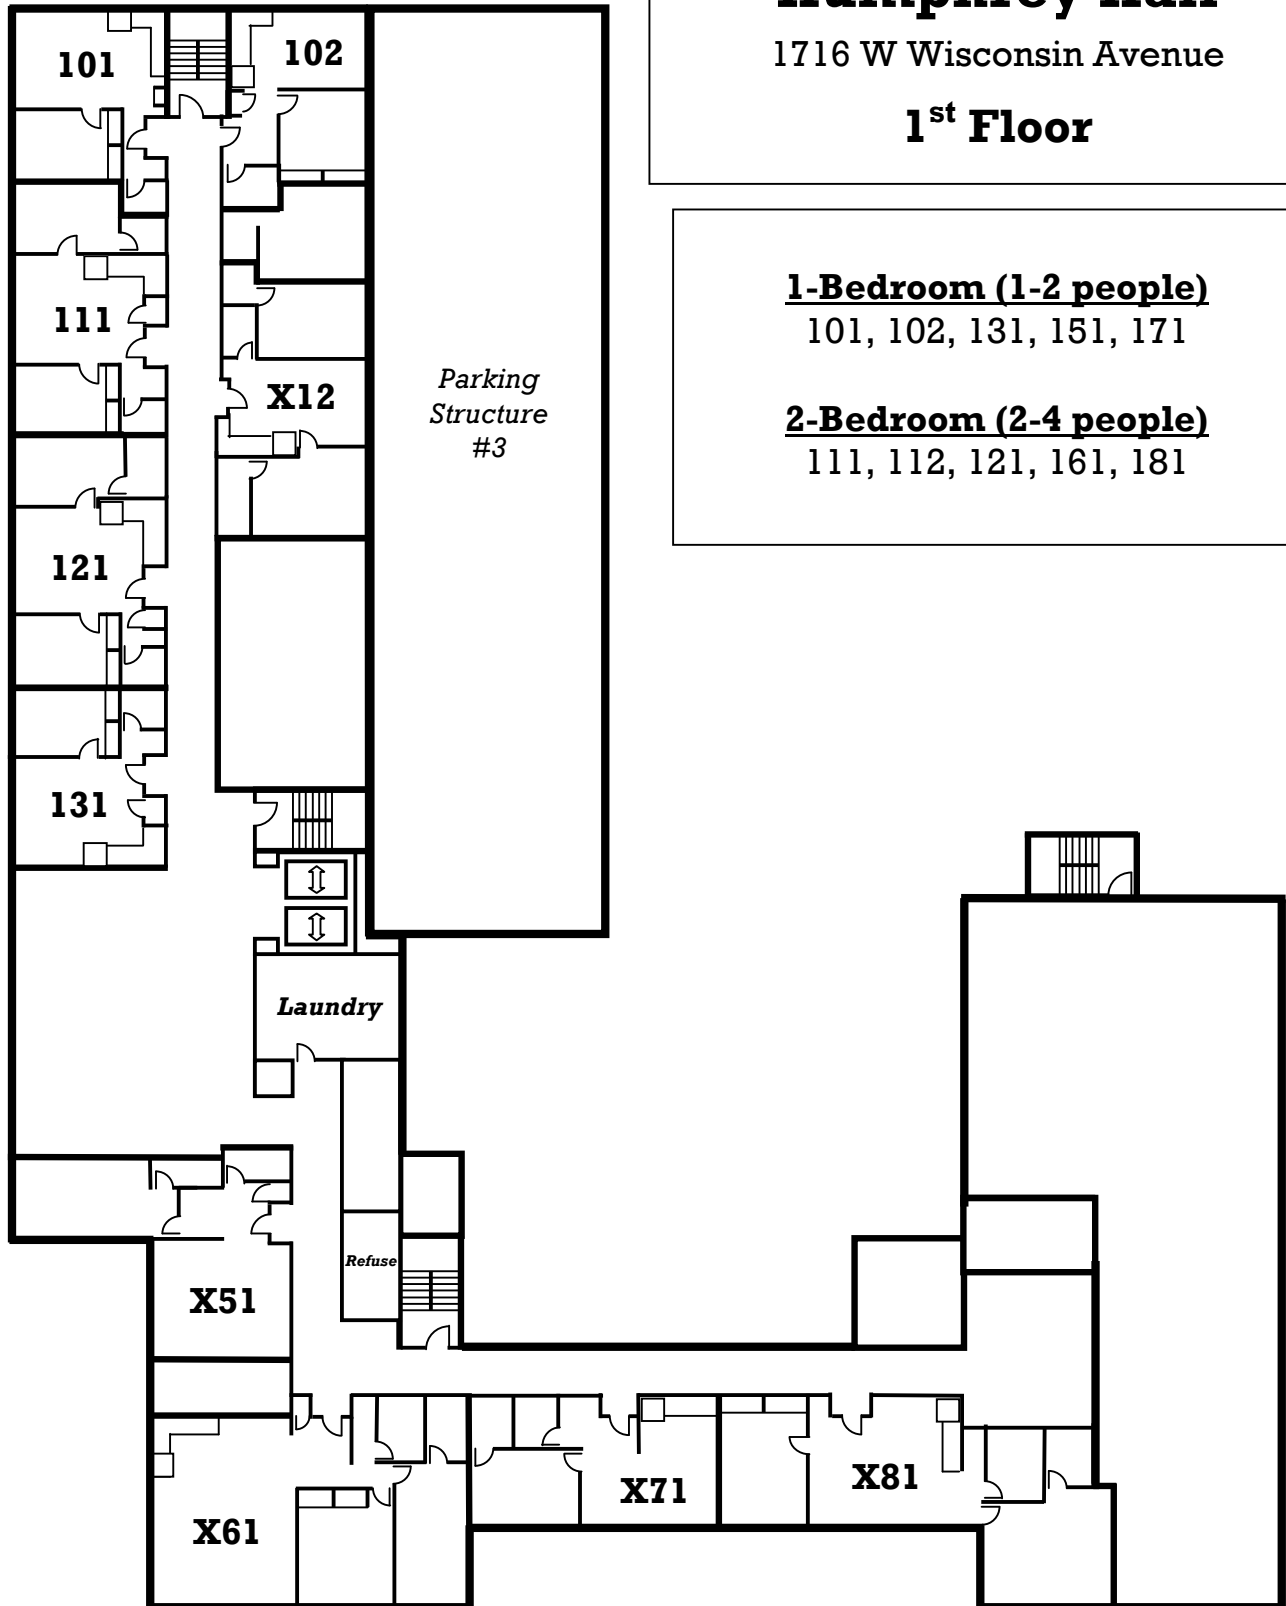 Humphrey Hall
1716 W Wisconsin Avenue
1st Floor
1-Bedroom (1-2 people)
101, 102, 131, 151, 171
2-Bedroom (2-4 people)
111, 112, 121, 161, 181
101
102
111
X12
Parking
Structure
#3
121
131
Laundry
Refuse
X51
X61
X71
X81